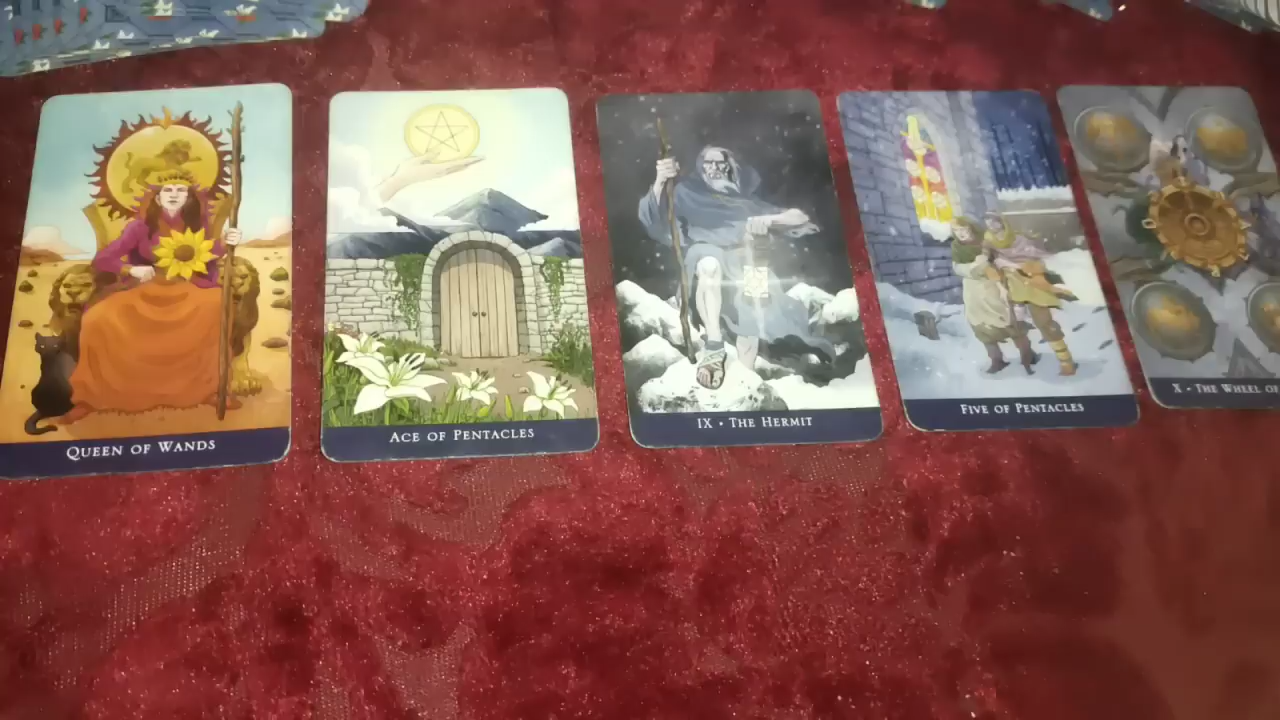 QUEEN OF WANDS
ACE OF PENTACLES
IX • THE HERMIT
FIVE OF PENTACLES
X • THE WHEEL OF